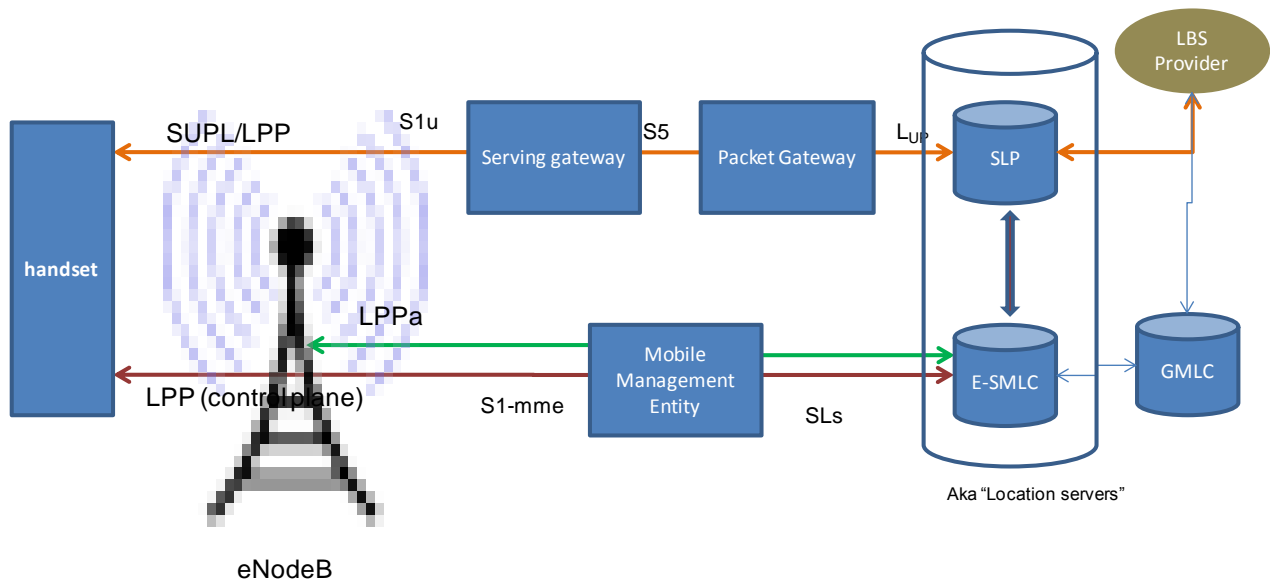 LBS
Provider
SUPL/LPP
S1u
S5
L_UP
Serving gateway
Packet Gateway
SLP
handset
LPPa
Mobile
Management
Entity
E-SMLC
GMLC
LPP (control plane)
S1-mme
SLs
Aka “Location servers”
eNodeB